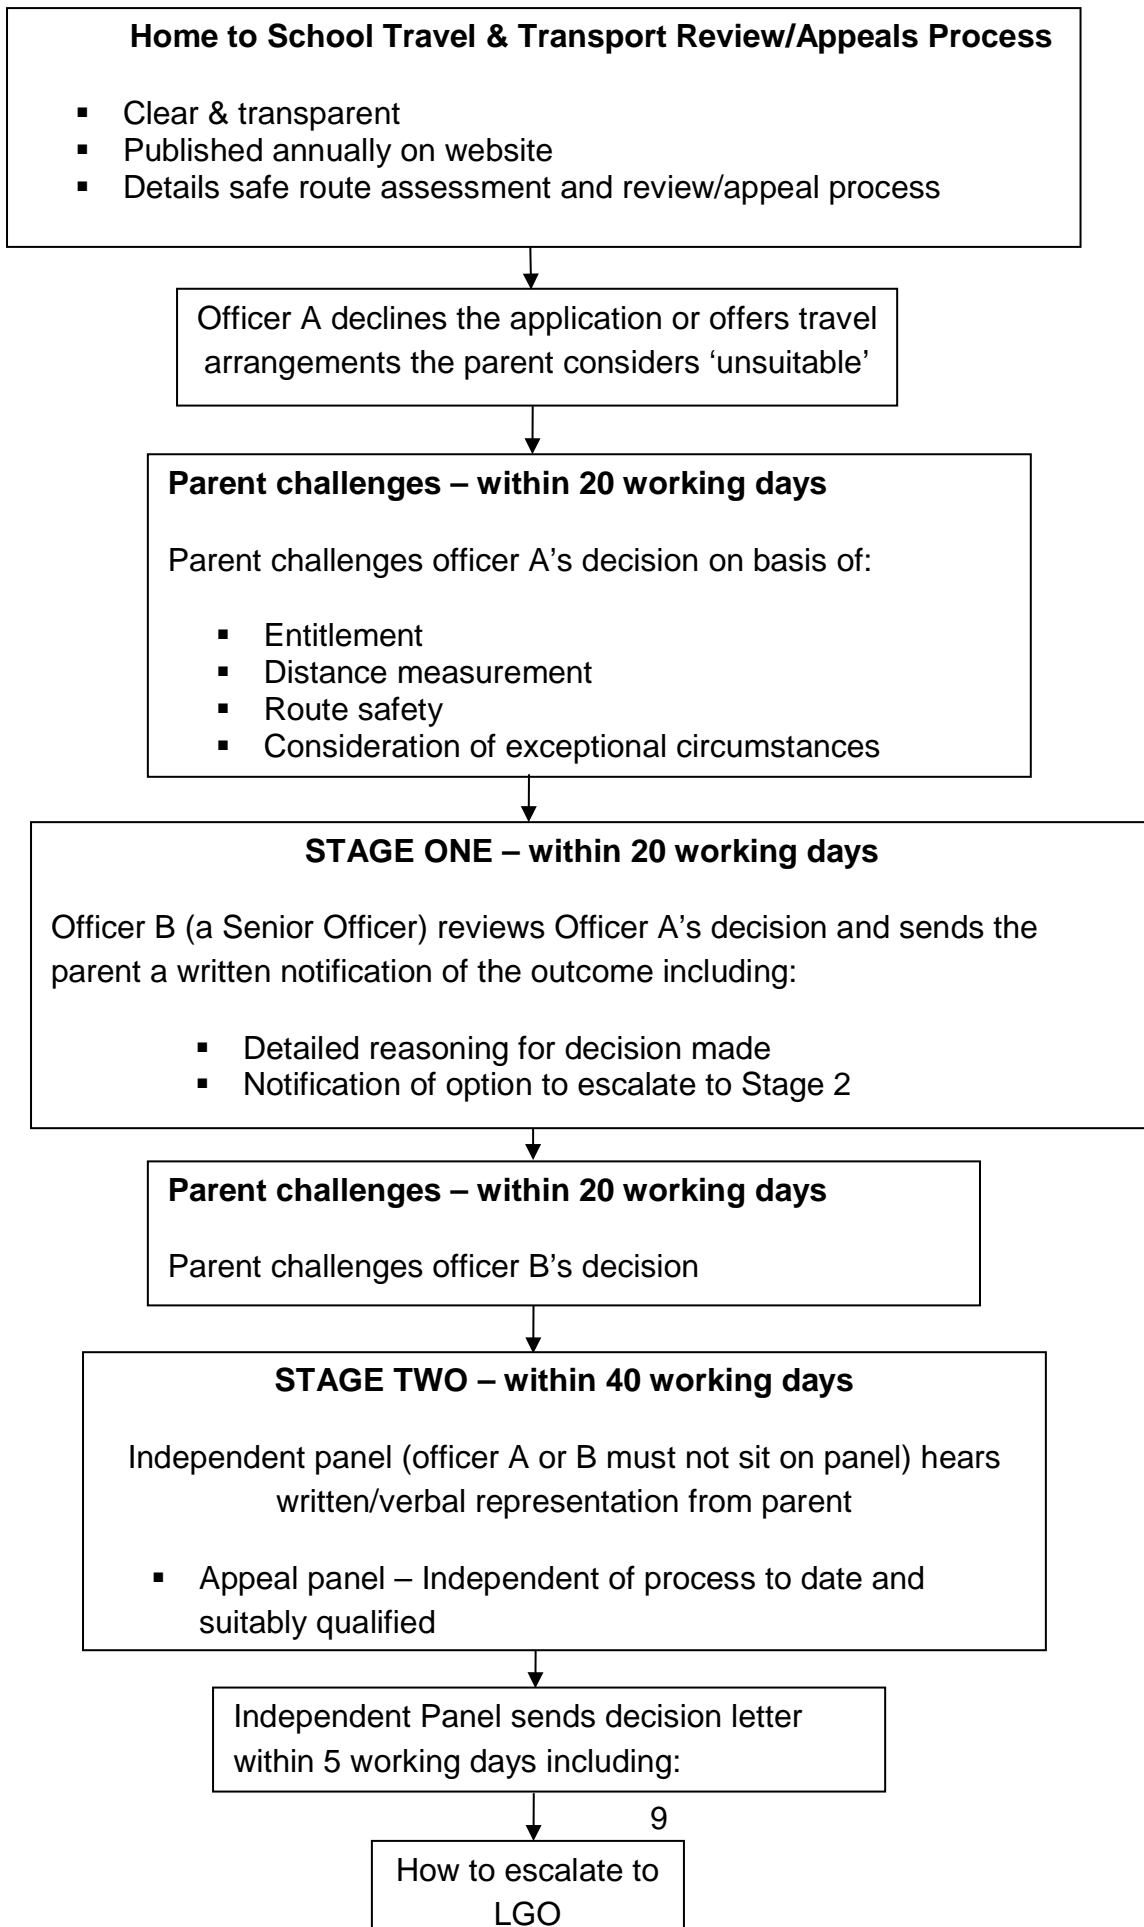 Home to School Travel & Transport Review/Appeals Process
▪ Clear & transparent
▪ Published annually on website
▪ Details safe route assessment and review/appeal process
Officer A declines the application or offers travel
arrangements the parent considers ‘unsuitable’
Parent challenges – within 20 working days
Parent challenges officer A’s decision on basis of:
▪ Entitlement
▪ Distance measurement
▪ Route safety
▪ Consideration of exceptional circumstances
STAGE ONE – within 20 working days
Officer B (a Senior Officer) reviews Officer A’s decision and sends the
parent a written notification of the outcome including:
▪ Detailed reasoning for decision made
▪ Notification of option to escalate to Stage 2
Parent challenges – within 20 working days
Parent challenges officer B’s decision
STAGE TWO – within 40 working days
Independent panel (officer A or B must not sit on panel) hears
written/verbal representation from parent
▪ Appeal panel – Independent of process to date and
suitably qualified
Independent Panel sends decision letter
within 5 working days including:
9
How to escalate to
LGO